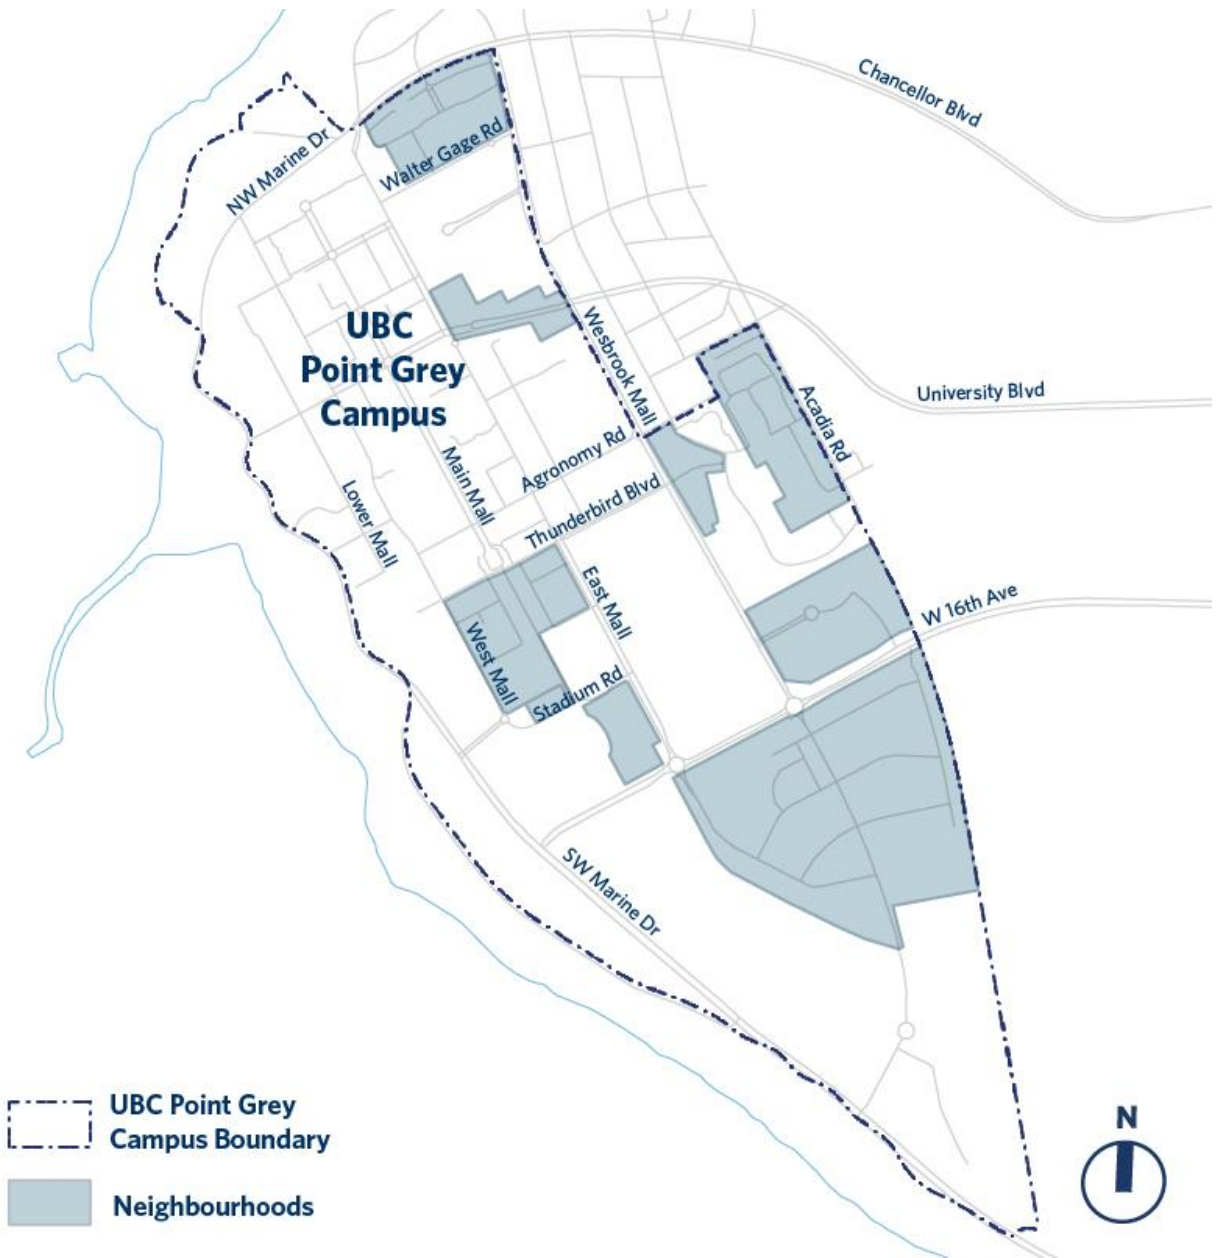 Chancellor Blvd
NW Marine Dr
Walter Gage Rd
UBC
Point Grey
Campus
Wesbrook Mall
University Blvd
Acadia Rd
Agronomy Rd
Main Mall
Lower Mall
Thunderbird Blvd
East Mall
W 16th Ave
West Mall
Stadium Rd
SW Marine Dr
UBC Point Grey
Campus Boundary
Neighbourhoods
N